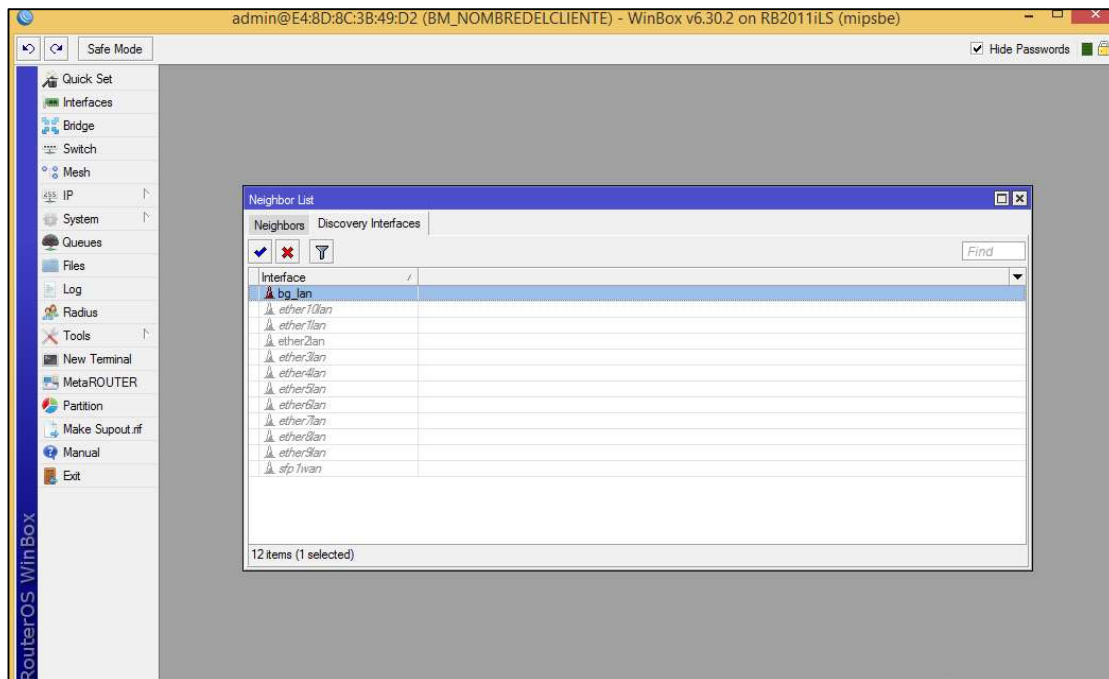 admin@E4:8D:8C:3B:49:D2 (BM_NOMBREDELCLIENTE) - WinBox v6.30.2 on RB2011iLS (mipsbe)
Safe Mode
Hide Passwords
Quick Set
Interfaces
Bridge
Switch
Mesh
IP
System
Queues
Files
Log
Radius
Tools
New Terminal
MetaROUTER
Partition
Make Supout.rif
Manual
Exit
RouterOS WinBox
Neighbor List
Neighbors Discovery Interfaces
Find
Interface
bg_lan
ether10lan
ether1lan
ether2lan
ether3lan
ether4lan
ether5lan
ether6lan
ether7lan
ether8lan
ether9lan
sfp1wan
12 items (1 selected)